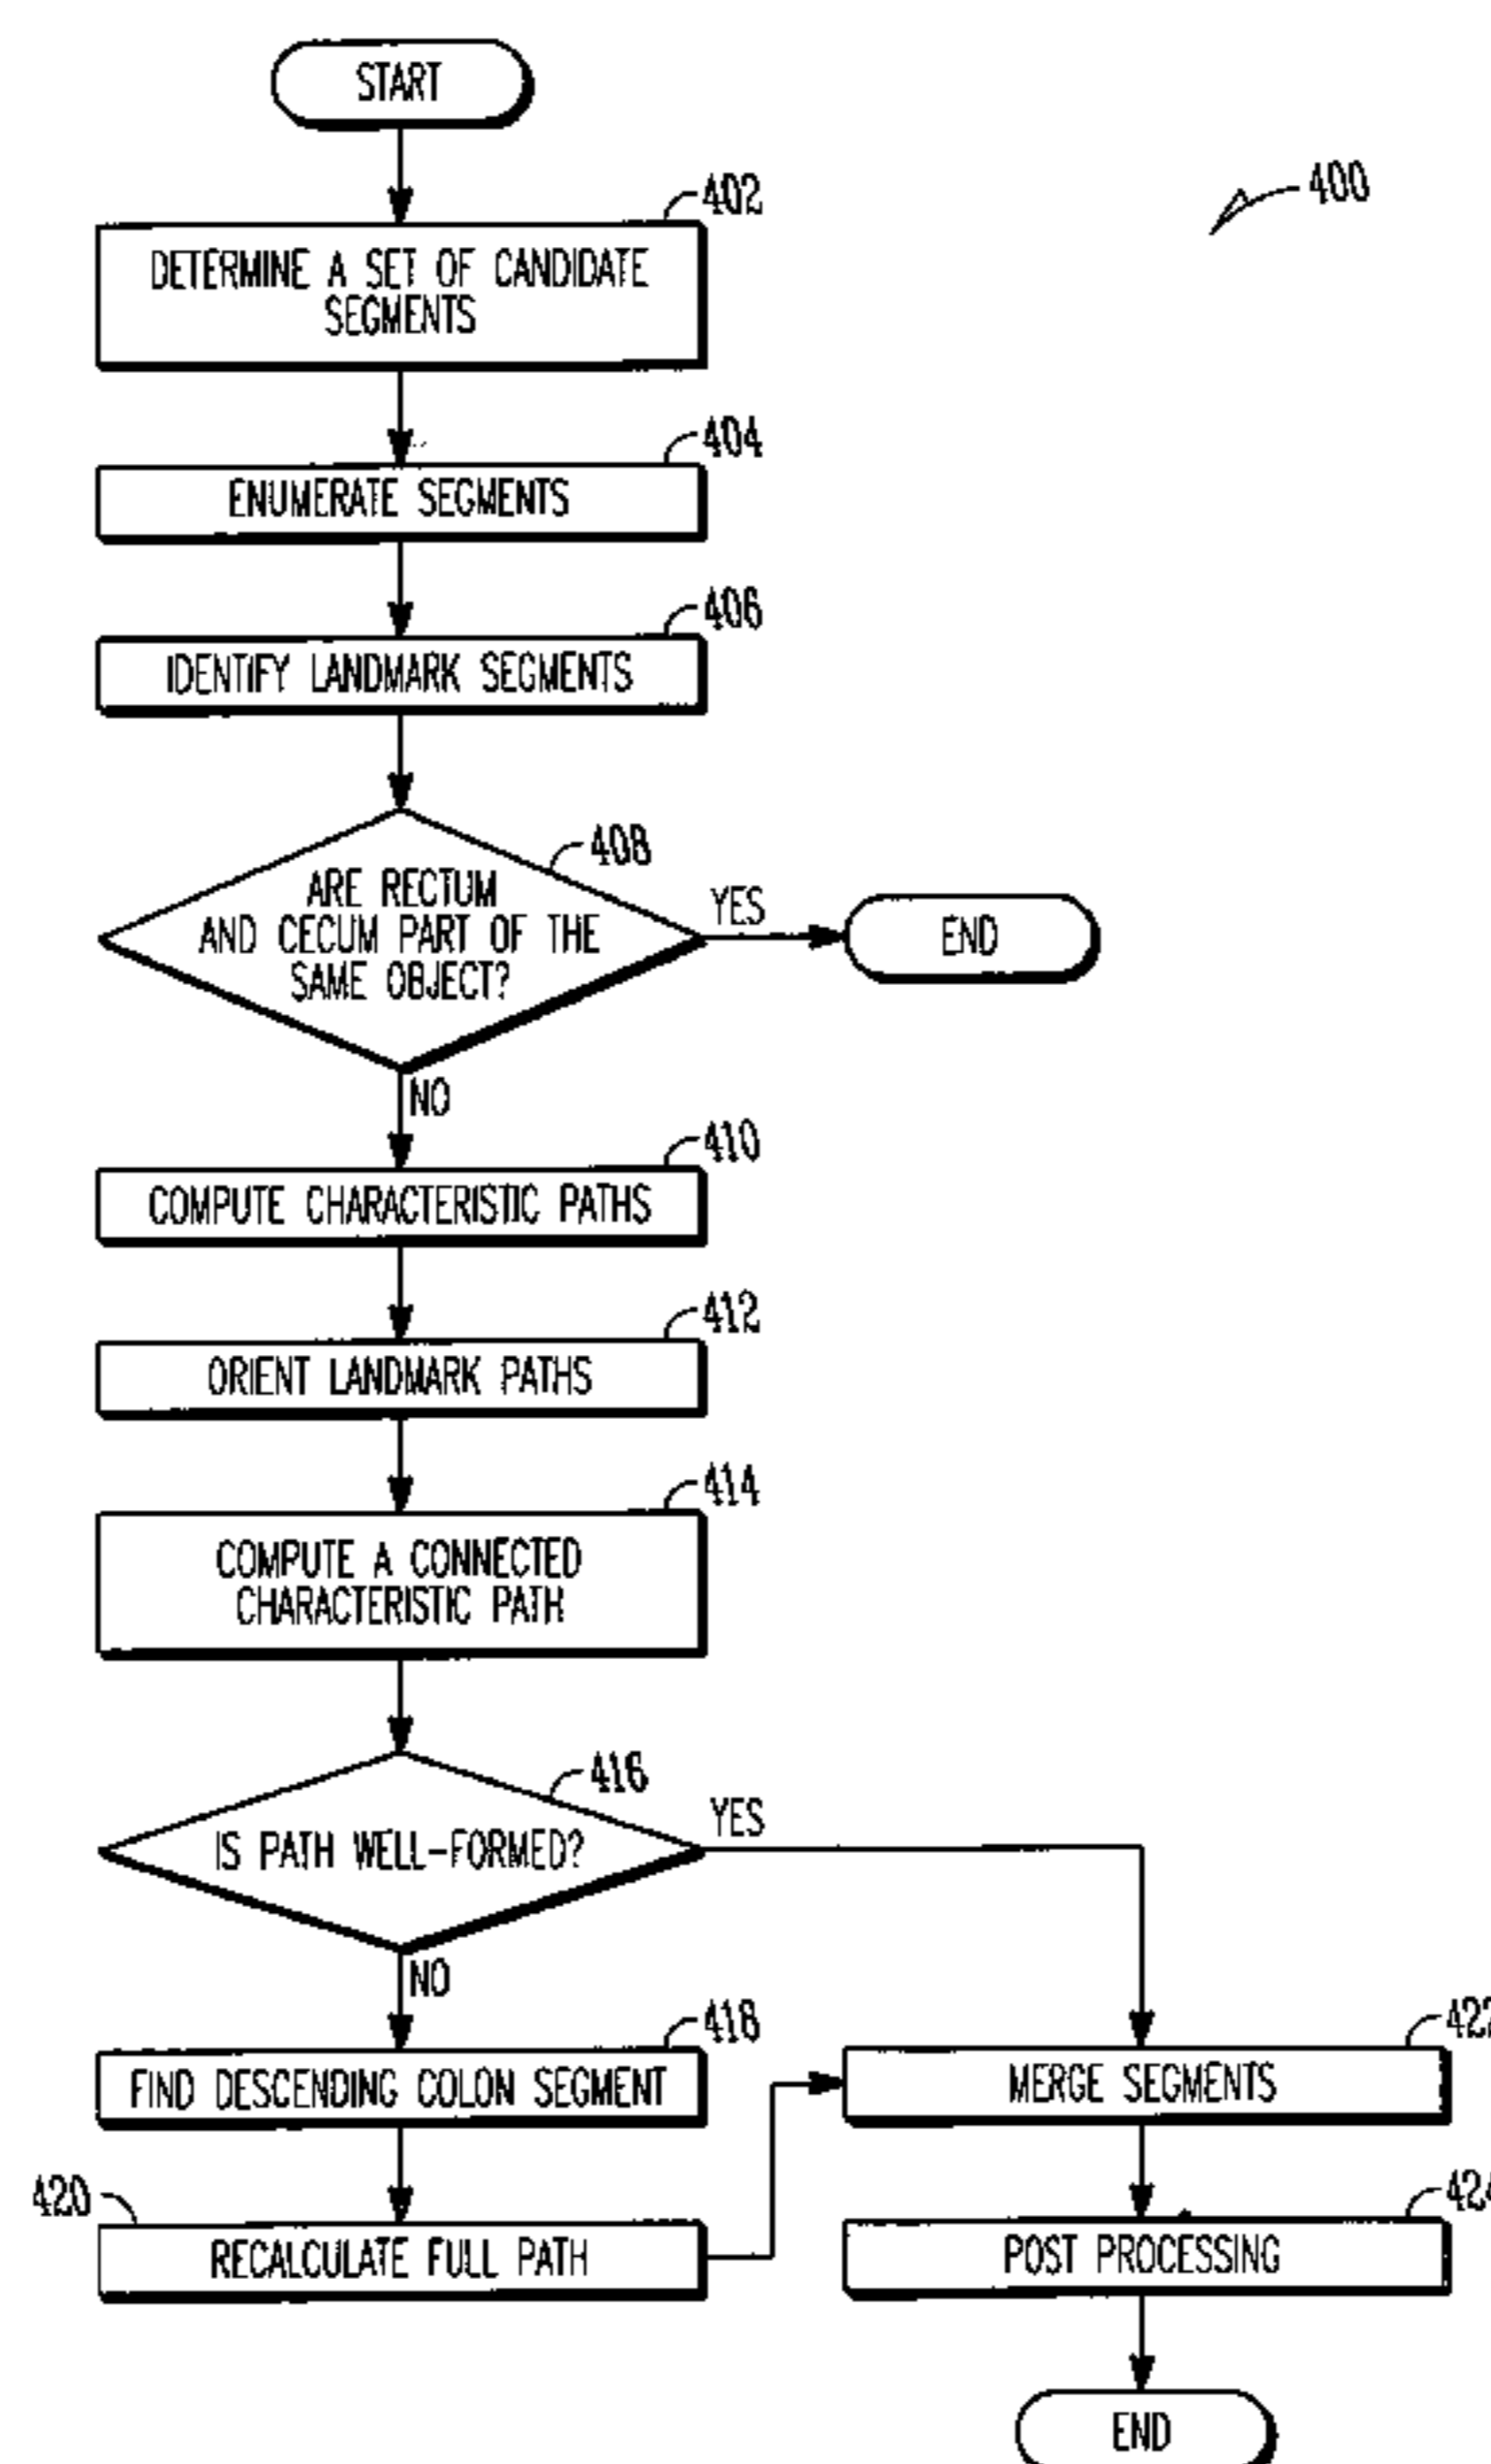 START
400
402
DETERMINE A SET OF CANDIDATE
SEGMENTS
404
ENUMERATE SEGMENTS
406
IDENTIFY LANDMARK SEGMENTS
408
ARE RECTUM
AND CECUM PART OF THE
SAME OBJECT?
YES
END
NO
410
COMPUTE CHARACTERISTIC PATHS
412
ORIENT LANDMARK PATHS
414
COMPUTE A CONNECTED
CHARACTERISTIC PATH
416
IS PATH WELL-FORMED?
YES
NO
418
FIND DESCENDING COLON SEGMENT
420
RECALCULATE FULL PATH
422
MERGE SEGMENTS
424
POST PROCESSING
END